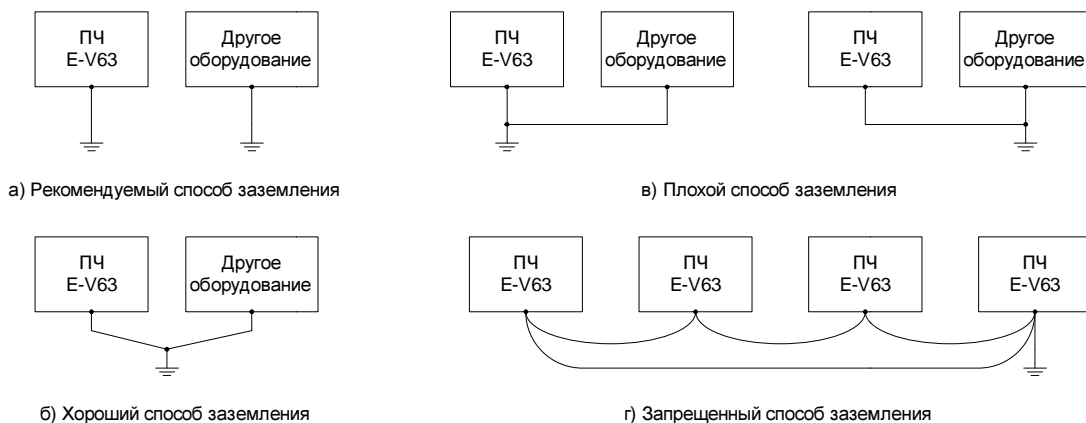 ПЧ
E-V63
Другое
оборудование
ПЧ
E-V63
Другое
оборудование
ПЧ
E-V63
Другое
оборудование
а) Рекомендуемый способ заземления
в) Плохой способ заземления
ПЧ
E-V63
Другое
оборудование
ПЧ
E-V63
ПЧ
E-V63
ПЧ
E-V63
ПЧ
E-V63
б) Хороший способ заземления
г) Запрещенный способ заземления